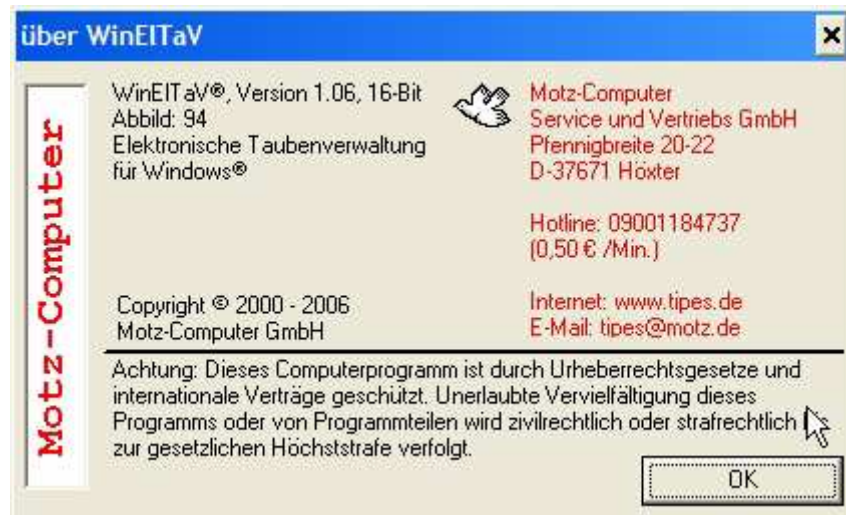 über WinElTaV
Motz-Computer
WinElTaV®, Version 1.06, 16-Bit
Abbild: 94
Elektronische Taubenverwaltung
für Windows®
Copyright © 2000 - 2006
Motz-Computer GmbH
Motz-Computer
Service und Vertriebs GmbH
Pfennigbreite 20-22
D-37671 Höxter
Hotline: 09001184737
(0,50 € /Min.)
Internet: www.tipes.de
E-Mail: tipes@motz.de
Achtung: Dieses Computerprogramm ist durch Urheberrechtsgesetze und
internationale Verträge geschützt. Unerlaubte Vervielfältigung dieses
Programms oder von Programmteilen wird zivilrechtlich oder strafrechtlich
zur gesetzlichen Höchststrafe verfolgt.
OK